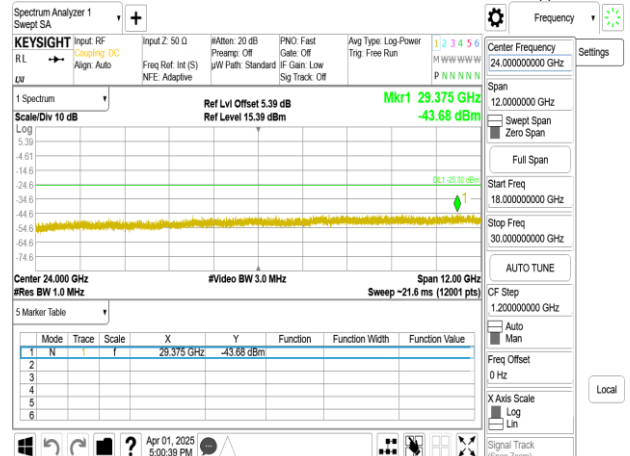 Spectrum Analyzer 1
Swept SA
+
Frequency
KEYSIGHT
Input: RF
Input Z: 50 Ω
#Atten: 20 dB
PNO: Fast
Avg Type: Log-Power
1 2 3 4 5 6
RL
Coupling: DC
Preamp: Off
Gate: Off
Trig: Free Run
Align: Auto
Freq Ref: Int (S)
µW Path: Standard
IF Gain: Low
M W W W W W
NFE: Adaptive
Sig Track: Off
P N N N N N
1 Spectrum
Ref Lvl Offset 5.39 dB
Mkr1 29.375 GHz
Scale/Div 10 dB
Ref Level 15.39 dBm
-43.68 dBm
Log
5.39
-4.61
-14.6
DL1 -25.00 dBm
-24.6
-34.6
1
-44.6
-54.6
-64.6
-74.6
Center 24.000 GHz
#Video BW 3.0 MHz
Span 12.00 GHz
#Res BW 1.0 MHz
Sweep ~21.6 ms (12001 pts)
5 Marker Table
Mode Trace Scale X Y Function Function Width Function Value
1 N 1 f 29.375 GHz -43.68 dBm
2
3
4
5
6
Apr 01, 2025
5:00:39 PM
Center Frequency
24.000000000 GHz
Settings
Span
12.0000000 GHz
Swept Span
Zero Span
Full Span
Start Freq
18.000000000 GHz
Stop Freq
30.000000000 GHz
AUTO TUNE
CF Step
1.200000000 GHz
Auto
Man
Freq Offset
0 Hz
Local
X Axis Scale
Log
Lin
Signal Track
(Span Zoom)